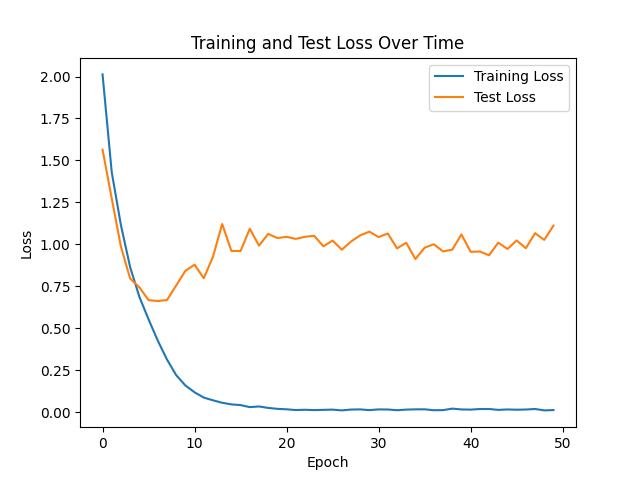 Training and Test Loss Over Time
Training Loss
Test Loss
2.00
1.75
1.50
1.25
1.00
0.75
0.50
0.25
0.00
Loss
0 10 20 30 40 50
Epoch